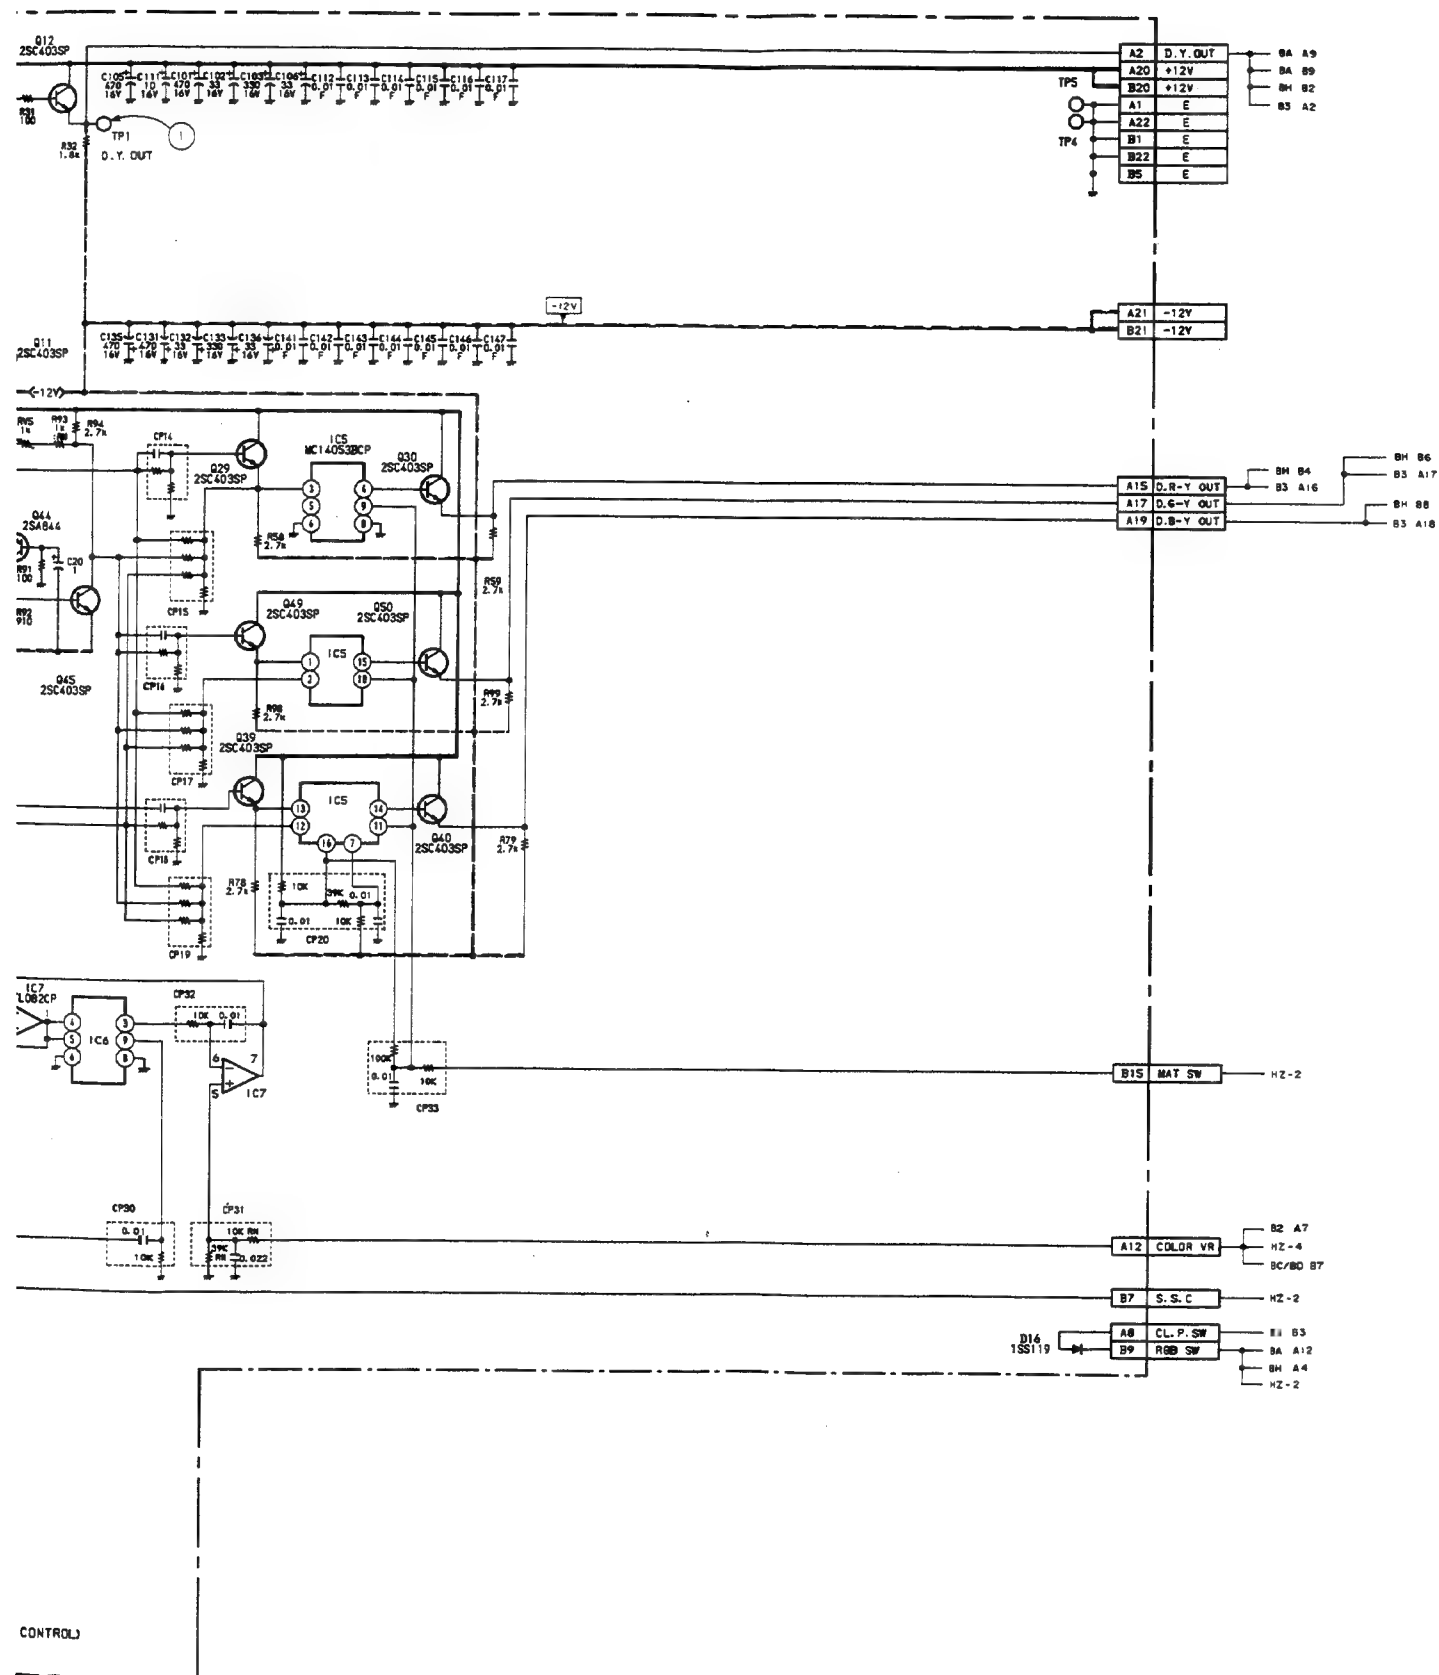 Q12
2SC403SP
R31
100
R32
1.8K
TP1
D.Y. OUT
1
C105
470
16V
C111
10
16V
C101
470
16V
C102
33
16V
C103
330
16V
C106
33
16V
C112
0.01
F
C113
0.01
F
C114
0.01
F
C115
0.01
F
C116
0.01
F
C117
0.01
F
TP5
TP4
A2 D.Y.OUT
A20 +12V
B20 +12V
A1 E
A22 E
B1 E
B22 E
B5 E
BA A9
BA B9
BH B2
B3 A2
-12V
A21 -12V
B21 -12V
Q11
2SC403SP
C135
470
16V
C131
470
16V
C132
33
16V
C133
330
16V
C136
33
16V
C141
0.01
F
C142
0.01
F
C143
0.01
F
C144
0.01
F
C145
0.01
F
C146
0.01
F
C147
0.01
F
(-12V)
RV5
1K
R93
1K
R94
2.7K
CP14
Q29
2SC403SP
IC5
MC14053BCP
Q30
2SC403SP
3
5
6
4
9
8
R58
2.7K
R59
2.7K
A15 D.R-Y OUT
A17 D.G-Y OUT
A19 D.B-Y OUT
BH B4
B3 A16
BH B6
B3 A17
BH B8
B3 A18
Q44
2SA844
R91
100
C20
1
R92
910
CP15
Q45
2SC403SP
CP16
Q49
2SC403SP
Q50
2SC403SP
IC5
1
2
15
10
R98
2.7K
R99
2.7K
CP17
Q39
2SC403SP
IC5
13
12
14
11
16
7
Q40
2SC403SP
CP18
R78
2.7K
R79
2.7K
10K
39K
0.01
0.01
10K
CP20
CP19
IC7
L082CP
4
5
6
IC6
3
9
8
CP32
10K
0.01
6
5
7
IC7
100K
0.01
10K
CP33
B15 MAT SW
HZ-2
CP30
0.01
10K
CP31
10K RN
39K
RN
0.022
A12 COLOR VR
B2 A7
HZ-4
BC/BD B7
B7 S.S.C
HZ-2
D16
1SS119
A8 CL.P.SW
B9 RGB SW
B3
BA A12
BH A4
HZ-2
CONTROL)